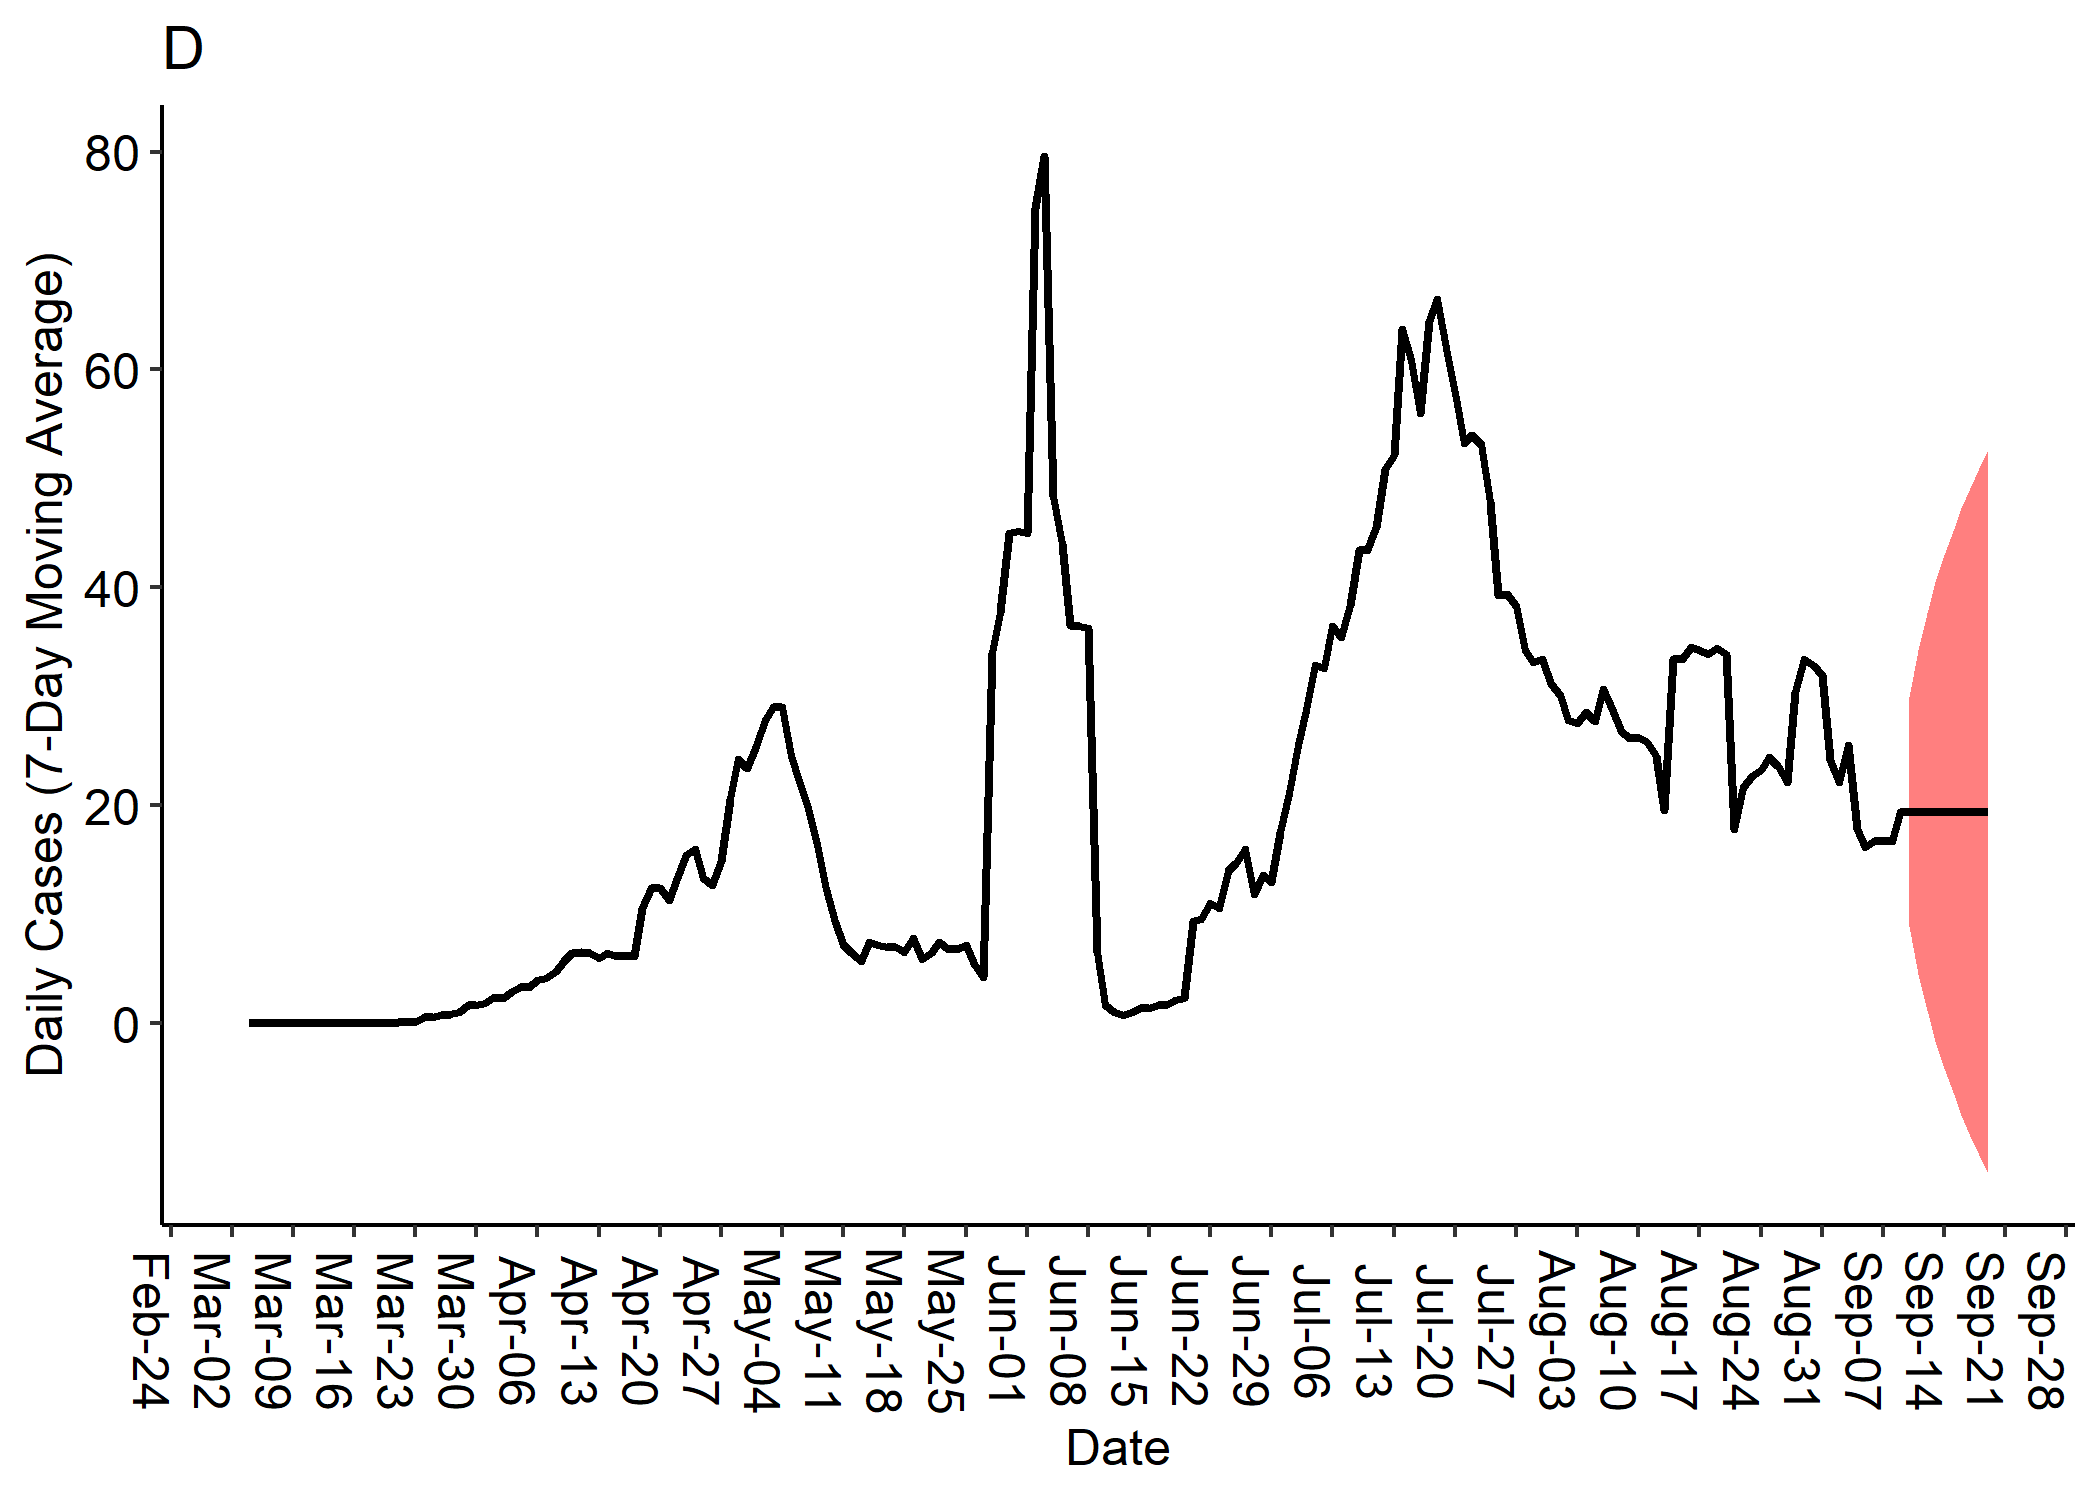 D
Daily Cases (7-Day Moving Average)
80
60
40
20
0
Feb-24
Mar-02
Mar-09
Mar-16
Mar-23
Mar-30
Apr-06
Apr-13
Apr-20
Apr-27
May-04
May-11
May-18
May-25
Jun-01
Jun-08
Jun-15
Jun-22
Jun-29
Jul-06
Jul-13
Jul-20
Jul-27
Aug-03
Aug-10
Aug-17
Aug-24
Aug-31
Sep-07
Sep-14
Sep-21
Sep-28
Date